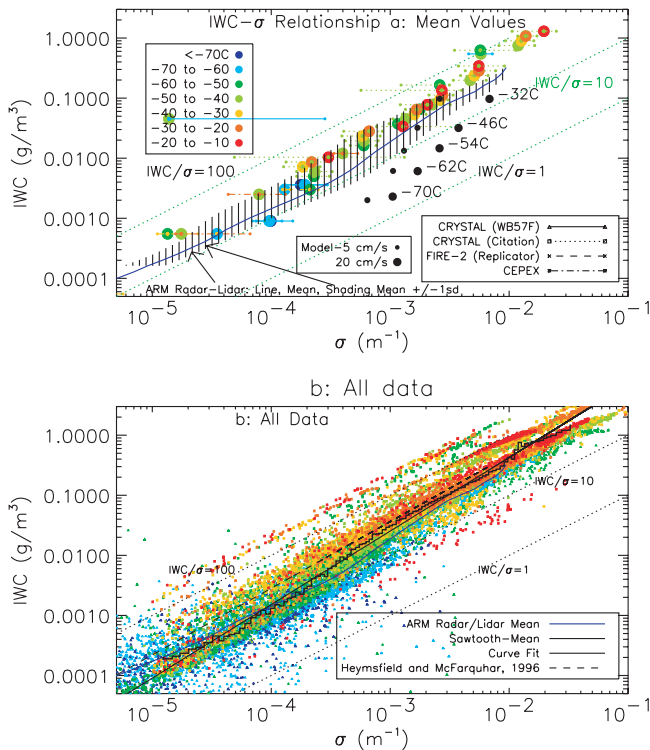 IWC-σ Relationship a: Mean Values
1.0000
0.1000
0.0100
0.0010
0.0001
IWC (g/m³)
<-70C
-70 to -60
-60 to -50
-50 to -40
-40 to -30
-30 to -20
-20 to -10
IWC/σ=10
-32C
-46C
-54C
-62C
-70C
IWC/σ=100
IWC/σ=1
Model-5 cm/s
20 cm/s
CRYSTAL (WB57F)
CRYSTAL (Citation)
FIRE-2 (Replicator)
CEPEX
ARM Radar-Lidar: Line, Mean, Shading Mean +/-1sd
10⁻⁵ 10⁻⁴ 10⁻³ 10⁻² 10⁻¹
σ (m⁻¹)
b: All data
b: All Data
1.0000
0.1000
0.0100
0.0010
0.0001
IWC (g/m³)
IWC/σ=10
IWC/σ=100
IWC/σ=1
ARM Radar/Lidar Mean
Sawtooth-Mean
Curve Fit
Heymsfield and McFarquhar, 1996
10⁻⁵ 10⁻⁴ 10⁻³ 10⁻² 10⁻¹
σ (m⁻¹)